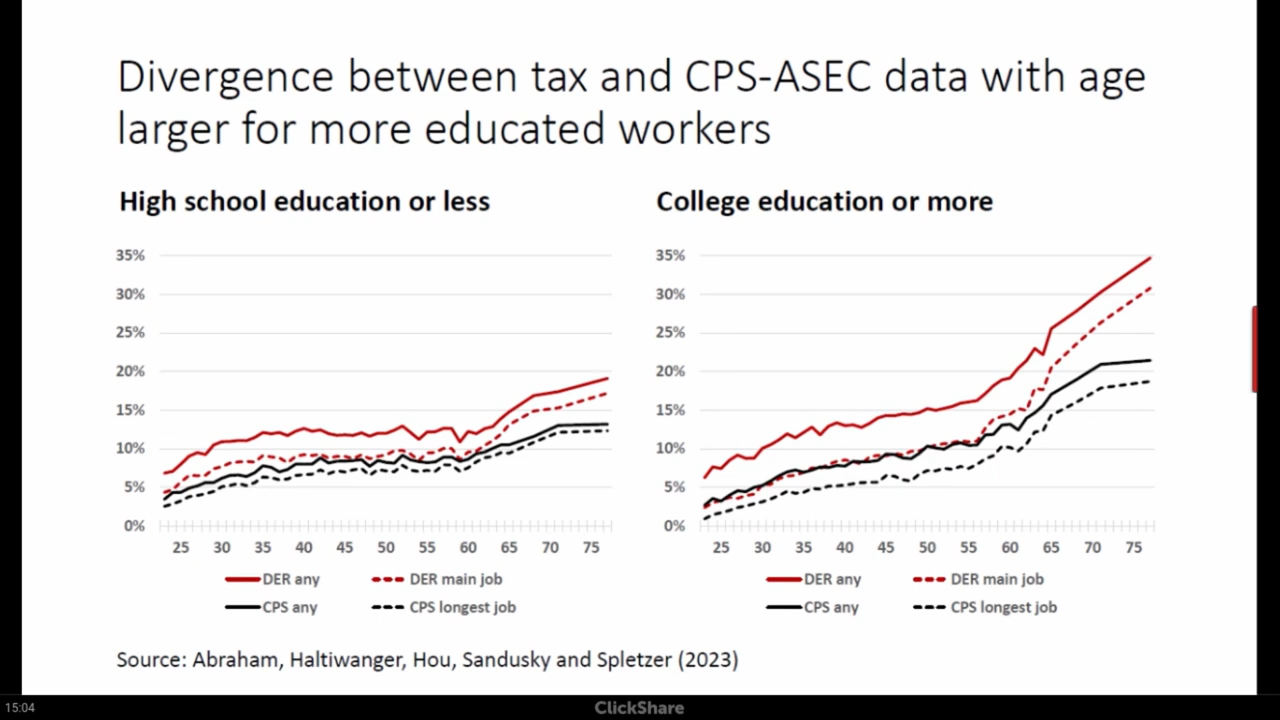 Divergence between tax and CPS-ASEC data with age
larger for more educated workers
High school education or less
35%
30%
25%
20%
15%
10%
5%
0%
25 30 35 40 45 50 55 60 65 70 75
DER any DER main job
CPS any CPS longest job
College education or more
35%
30%
25%
20%
15%
10%
5%
0%
25 30 35 40 45 50 55 60 65 70 75
DER any DER main job
CPS any CPS longest job
Source: Abraham, Haltiwanger, Hou, Sandusky and Spletzer (2023)
15:04
ClickShare